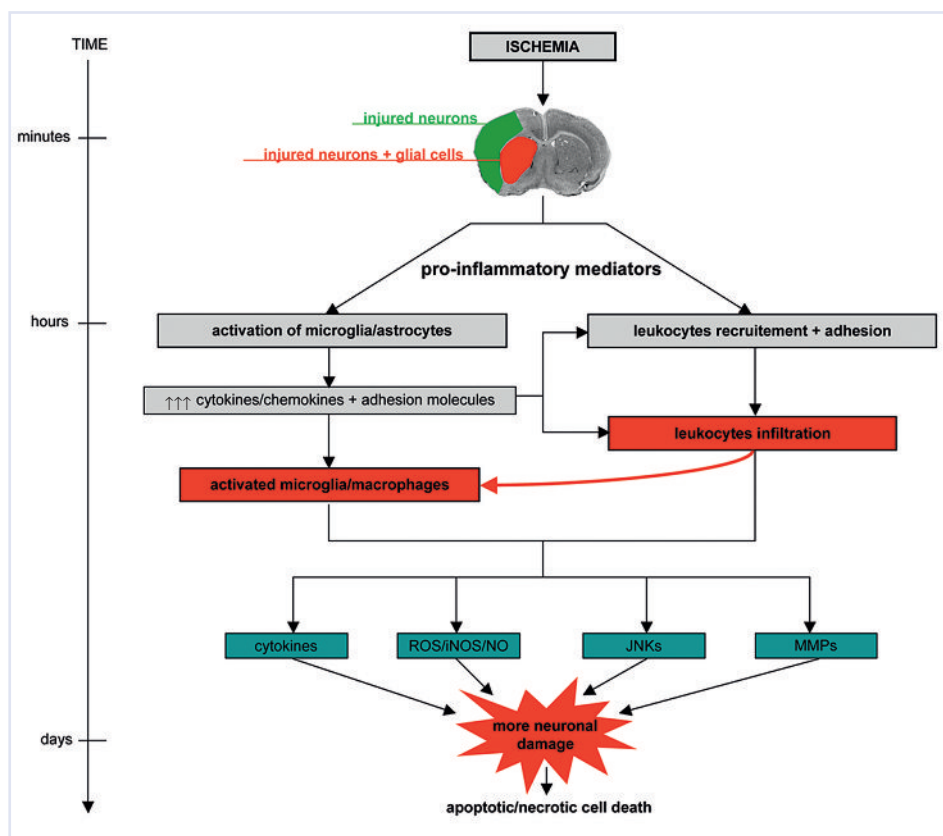 TIME
ISCHEMIA
minutes
injured neurons
injured neurons + glial cells
pro-inflammatory mediators
hours
activation of microglia/astrocytes
leukocytes recruitement + adhesion
↑↑↑ cytokines/chemokines + adhesion molecules
leukocytes infiltration
activated microglia/macrophages
cytokines
ROS/iNOS/NO
JNKs
MMPs
more neuronal
damage
days
apoptotic/necrotic cell death